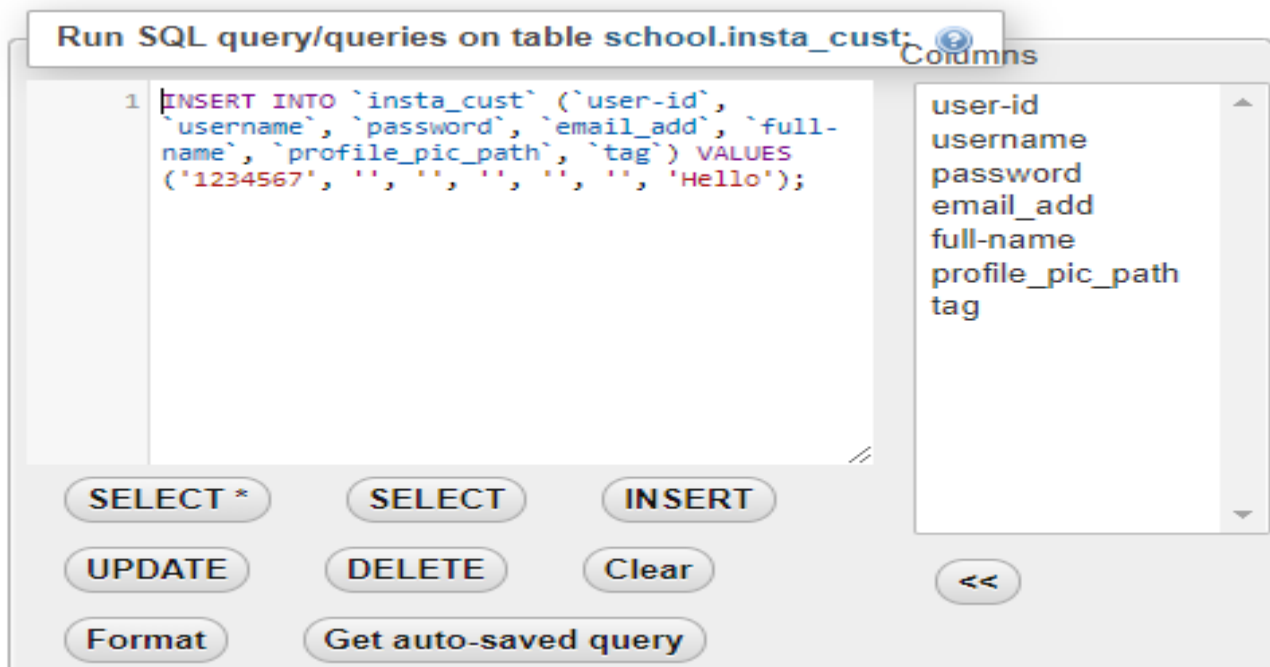 Run SQL query/queries on table school.insta_cust:
Columns
1 INSERT INTO `insta_cust` (`user-id`,
`username`, `password`, `email_add`, `full-
name`, `profile_pic_path`, `tag`) VALUES
('1234567', '', '', '', '', '', 'Hello');
user-id
username
password
email_add
full-name
profile_pic_path
tag
SELECT * SELECT INSERT
UPDATE DELETE Clear <<
Format Get auto-saved query